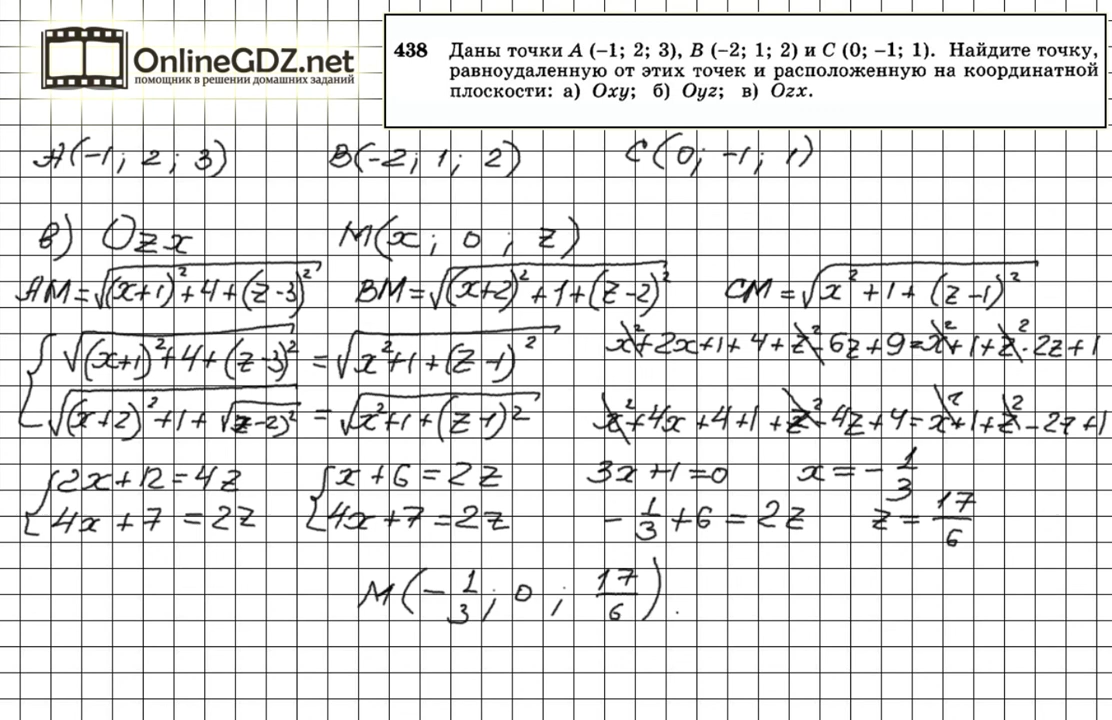 OnlineGDZ.net
помощник в решении домашних заданий
438 Даны точки A (−1; 2; 3), B (−2; 1; 2) и C (0; −1; 1). Найдите точку,
равноудаленную от этих точек и расположенную на координатной
плоскости: а) Oxy; б) Oyz; в) Ozx.
A(-1; 2; 3) B(-2; 1; 2) C(0; -1; 1)
в) Ozx M(x; 0; z)
AM=√((x+1)²+4+(z-3)²) BM=√((x+2)²+1+(z-2)²) CM=√(x²+1+(z-1)²)
{√((x+1)²+4+(z-3)²) = √(x²+1+(z-1)²) x²+2x+1+4+z²-6z+9=x²+1+z²-2z+1
√((x+2)²+1+√(z-2)²) = √(x²+1+(z-1)²) x²+4x+4+1+z²-4z+4=x²+1+z²-2z+1
{2x+12=4z {x+6=2z 3x+1=0 x=-1/3
4x+7=2z 4x+7=2z -1/3+6=2z z=17/6
M(-1/3; 0; 17/6).